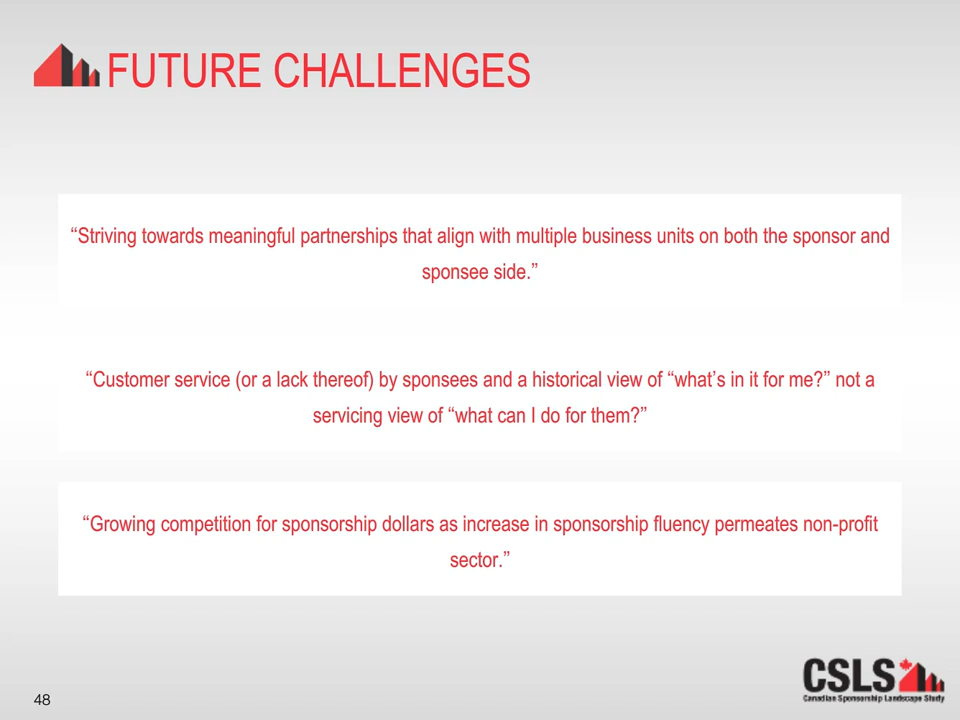 FUTURE CHALLENGES
“Striving towards meaningful partnerships that align with multiple business units on both the sponsor and
sponsee side.”
“Customer service (or a lack thereof) by sponsees and a historical view of “what’s in it for me?” not a
servicing view of “what can I do for them?”
“Growing competition for sponsorship dollars as increase in sponsorship fluency permeates non-profit
sector.”
48
CSLS
Canadian Sponsorship Landscape Study